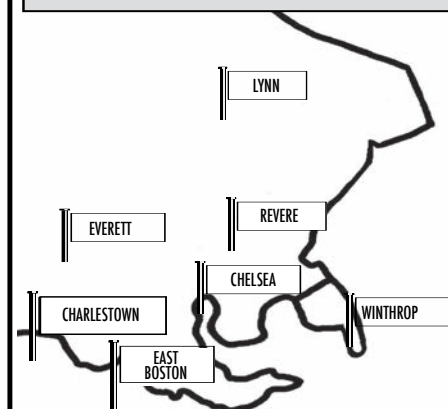 LYNN
REVERE
EVERETT
CHELSEA
CHARLESTOWN
WINTHROP
EAST
BOSTON